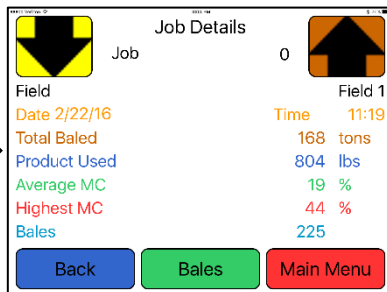 Job Details
Job 0
Field Field 1
Date 2/22/16 Time 11:19
Total Baled 168 tons
Product Used 804 lbs
Average MC 19 %
Highest MC 44 %
Bales 225
Back Bales Main Menu